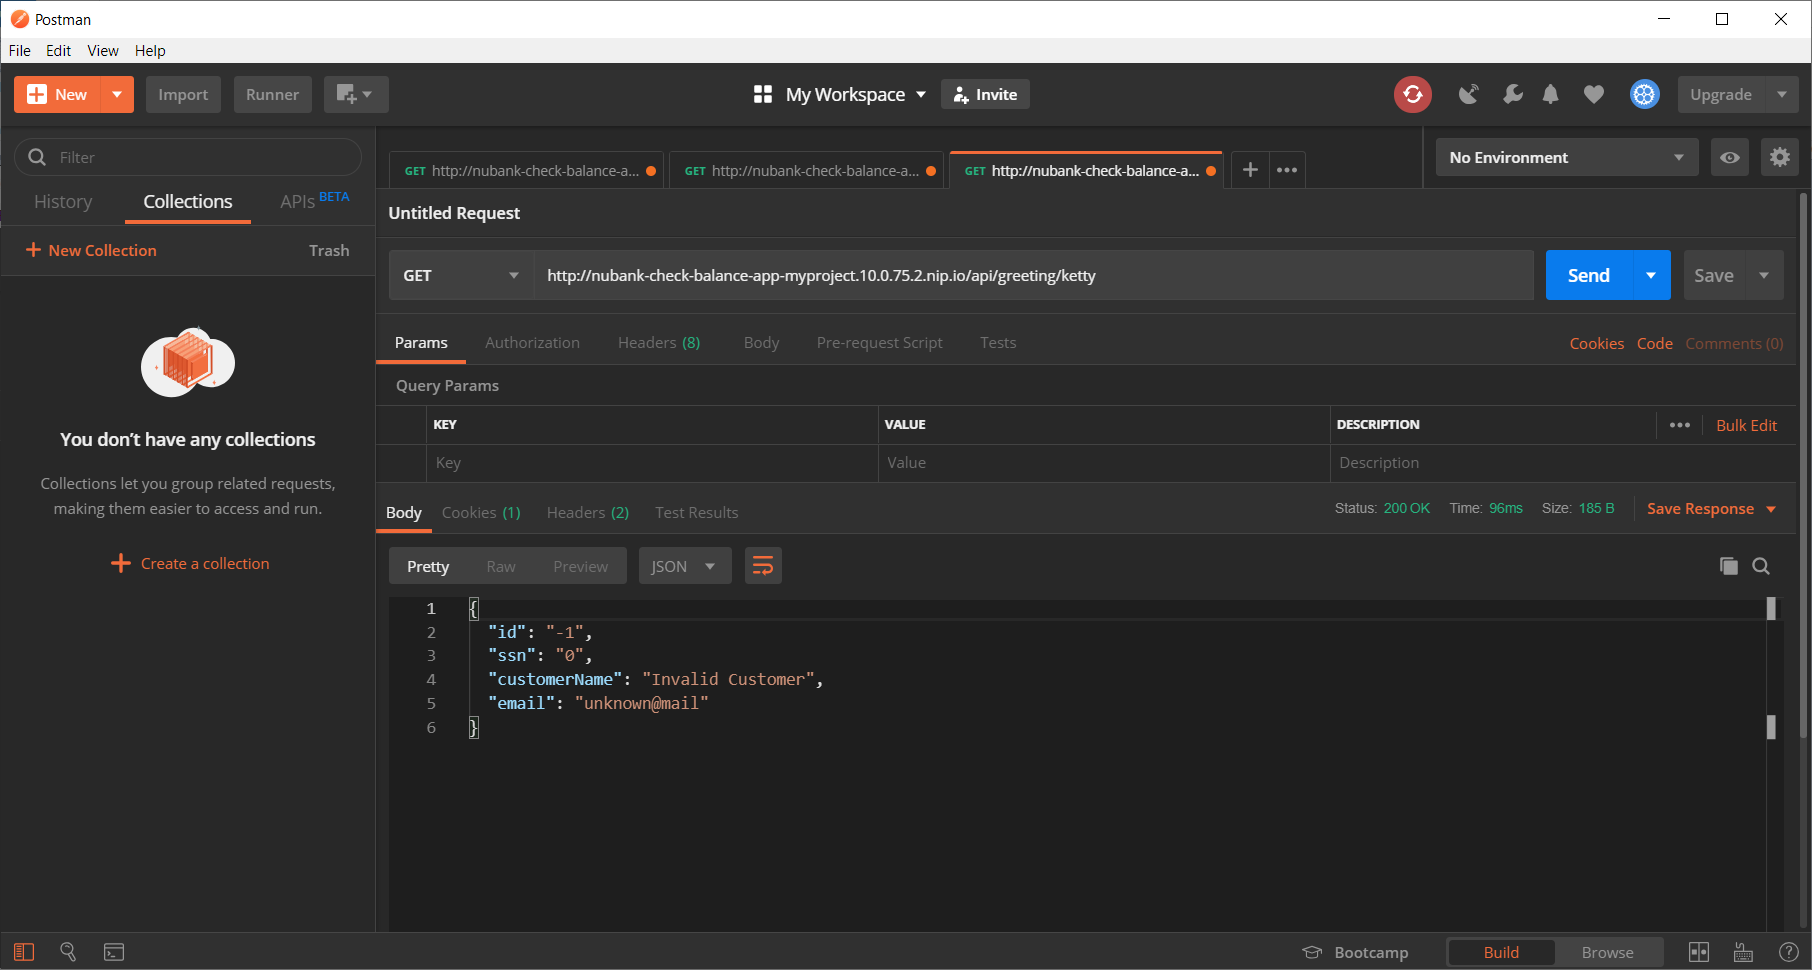 Postman
File Edit View Help
New Import Runner My Workspace Invite Upgrade
Filter
History Collections APIs BETA
New Collection Trash
You don't have any collections
Collections let you group related requests,
making them easier to access and run.
Create a collection
GET http://nubank-check-balance-a... GET http://nubank-check-balance-a... GET http://nubank-check-balance-a... No Environment
Untitled Request
GET http://nubank-check-balance-app-myproject.10.0.75.2.nip.io/api/greeting/ketty Send Save
Params Authorization Headers (8) Body Pre-request Script Tests Cookies Code Comments (0)
Query Params
KEY VALUE DESCRIPTION Bulk Edit
Key Value Description
Body Cookies (1) Headers (2) Test Results Status: 200 OK Time: 96ms Size: 185 B Save Response
Pretty Raw Preview JSON
1 {
2 "id": "-1",
3 "ssn": "0",
4 "customerName": "Invalid Customer",
5 "email": "unknown@mail"
6 }
Bootcamp Build Browse